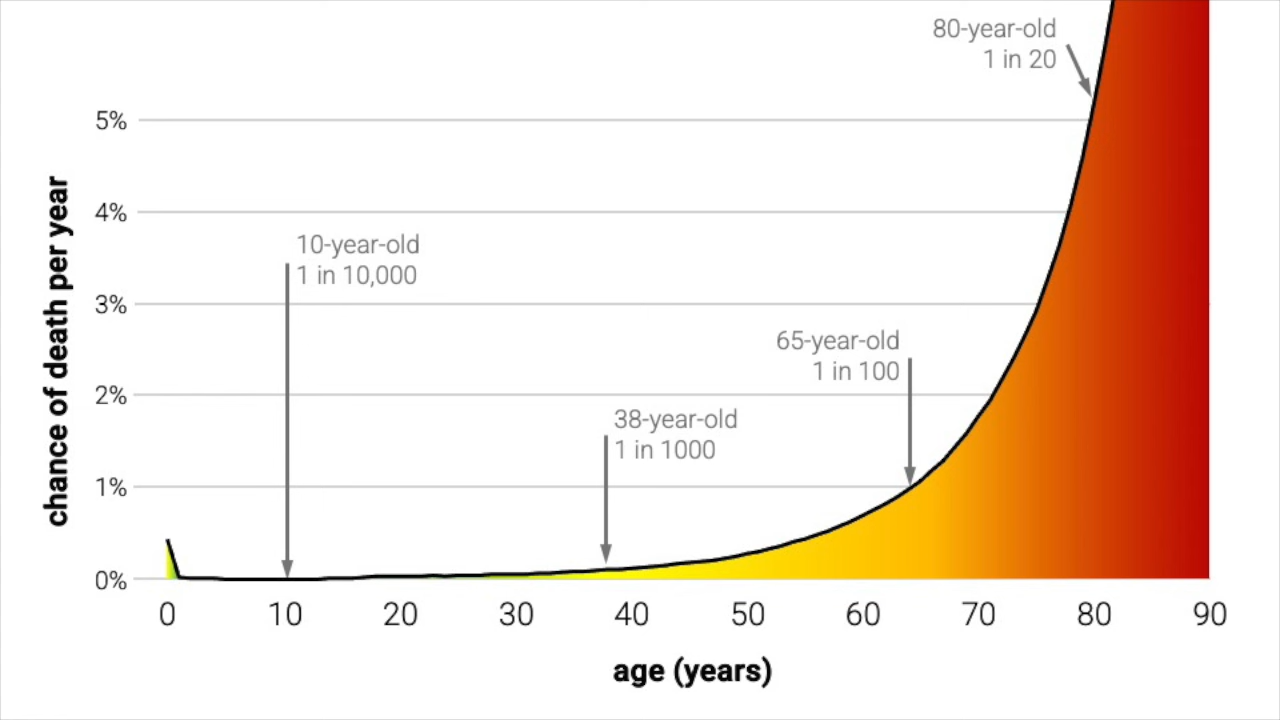 80-year-old
1 in 20
5%
4%
3%
2%
1%
0%
chance of death per year
10-year-old
1 in 10,000
38-year-old
1 in 1000
65-year-old
1 in 100
0 10 20 30 40 50 60 70 80 90
age (years)